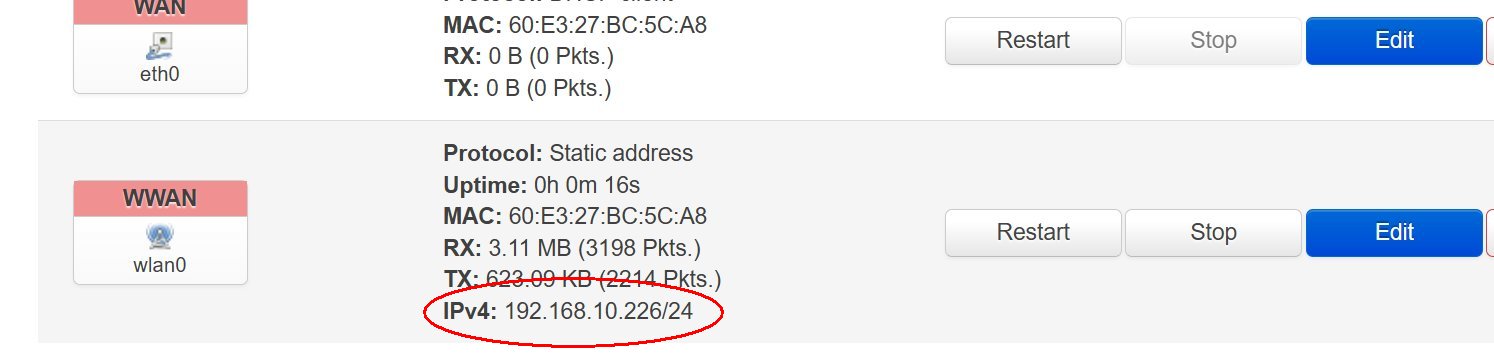 WAN
eth0
MAC: 60:E3:27:BC:5C:A8
RX: 0 B (0 Pkts.)
TX: 0 B (0 Pkts.)
Restart
Stop
Edit
WWAN
wlan0
Protocol: Static address
Uptime: 0h 0m 16s
MAC: 60:E3:27:BC:5C:A8
RX: 3.11 MB (3198 Pkts.)
TX: 623.09 KB (2214 Pkts.)
IPv4: 192.168.10.226/24
Restart
Stop
Edit